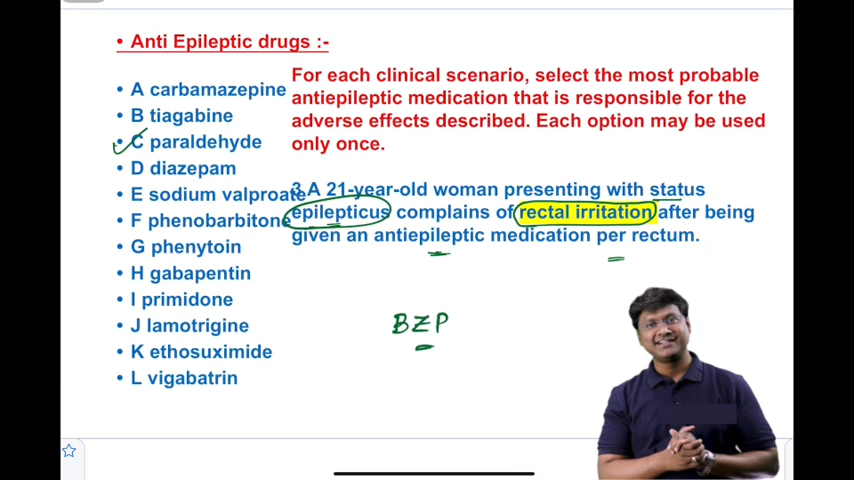 • Anti Epileptic drugs :-
• A carbamazepine
• B tiagabine
• C paraldehyde
• D diazepam
• E sodium valproate
• F phenobarbitone
• G phenytoin
• H gabapentin
• I primidone
• J lamotrigine
• K ethosuximide
• L vigabatrin
For each clinical scenario, select the most probable
antiepileptic medication that is responsible for the
adverse effects described. Each option may be used
only once.
3.A 21-year-old woman presenting with status
epilepticus complains of rectal irritation after being
given an antiepileptic medication per rectum.
BZP